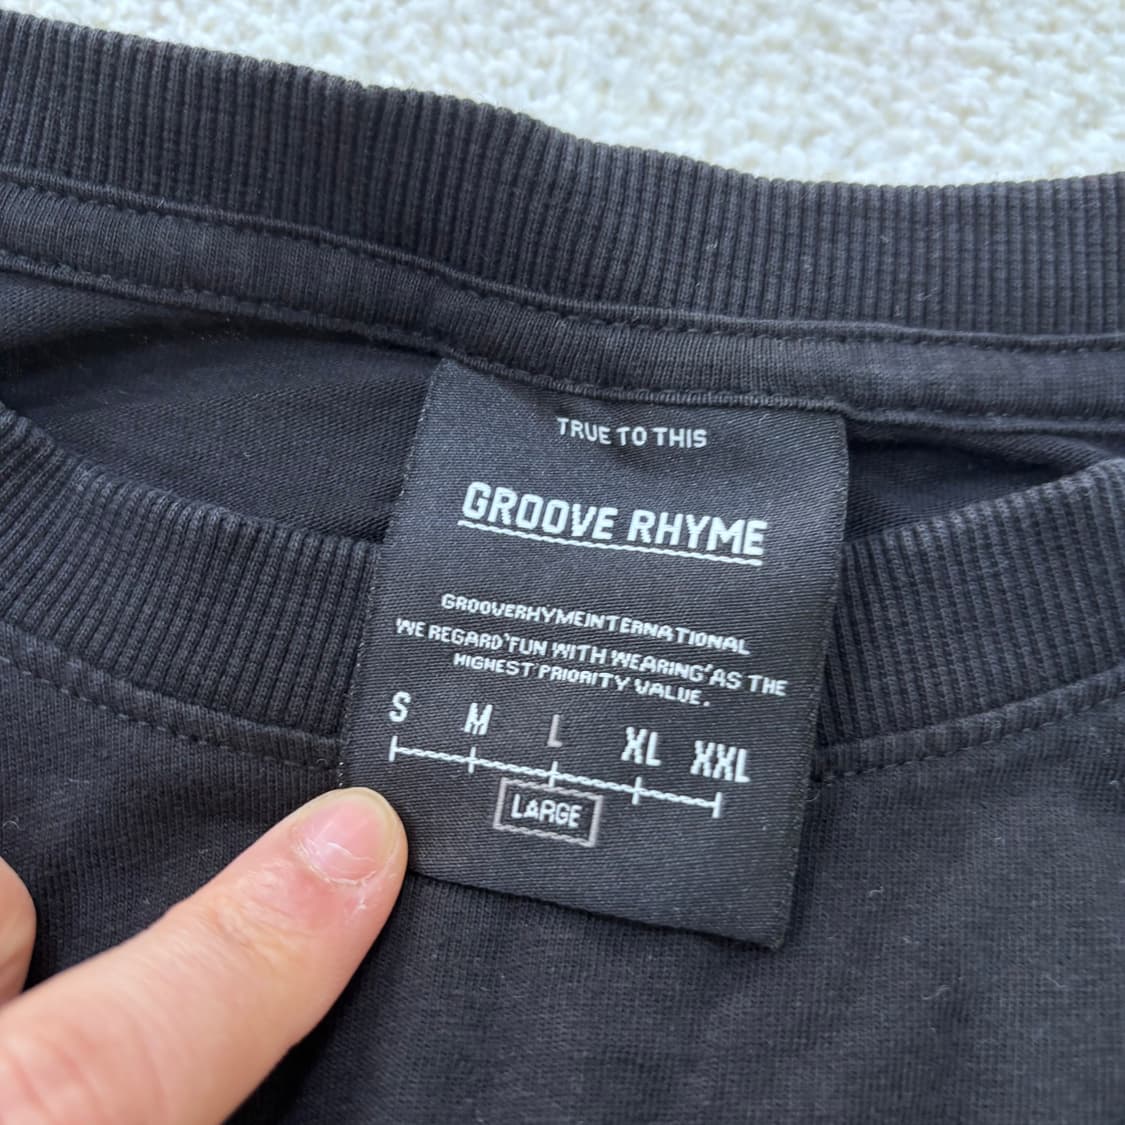 TRUE TO THIS
GROOVE RHYME
GROOVERHYMEINTERNATIONAL
WE REGARD'FUN WITH WEARING'AS THE
HIGHEST PRIORITY VALUE.
S M L XL XXL
LARGE